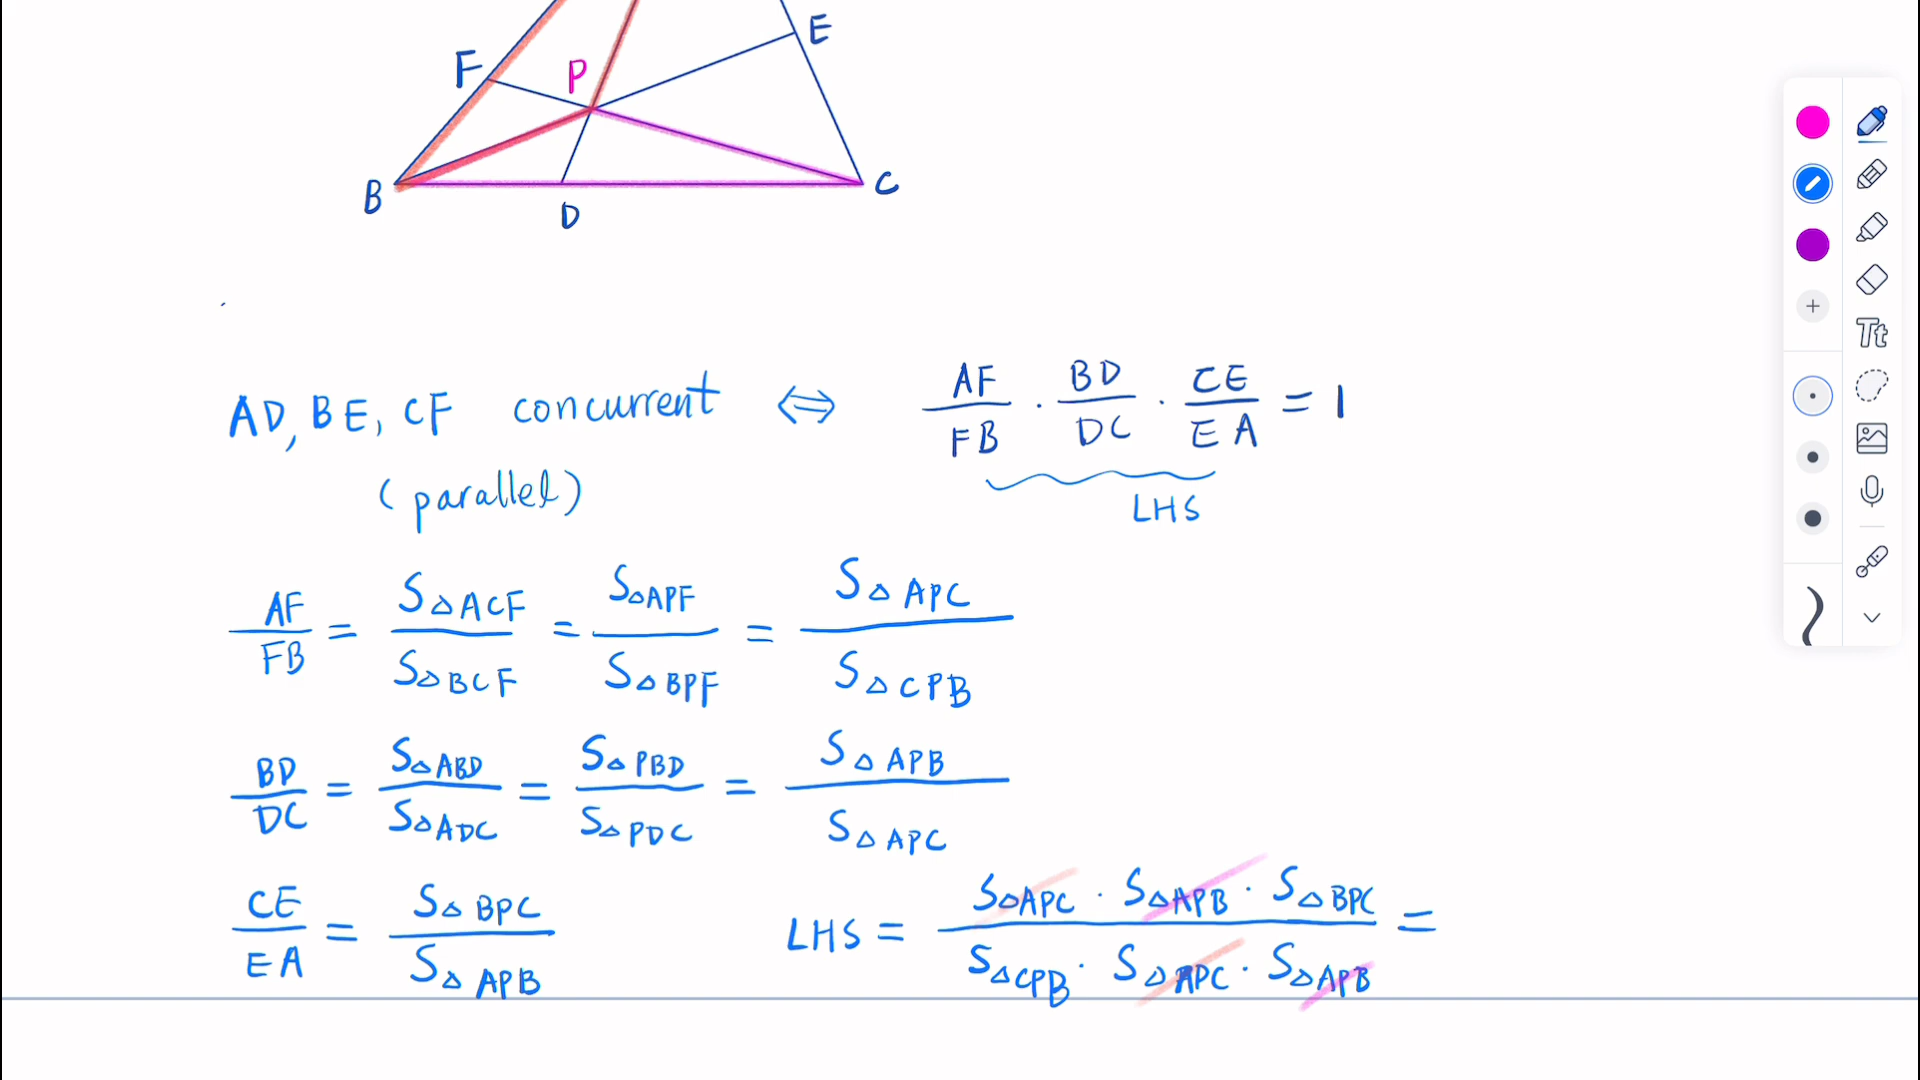 E
F
P
B
C
D
AD, BE, CF concurrent ⇔ AF/FB · BD/DC · CE/EA = 1
(parallel)
LHS
AF/FB = S△ACF/S△BCF = S△APF/S△BPF = S△APC/S△CPB
BD/DC = S△ABD/S△ADC = S△PBD/S△PDC = S△APB/S△APC
CE/EA = S△BPC/S△APB
LHS = S△APC · S△APB · S△BPC / S△CPB · S△APC · S△APB =
Tt